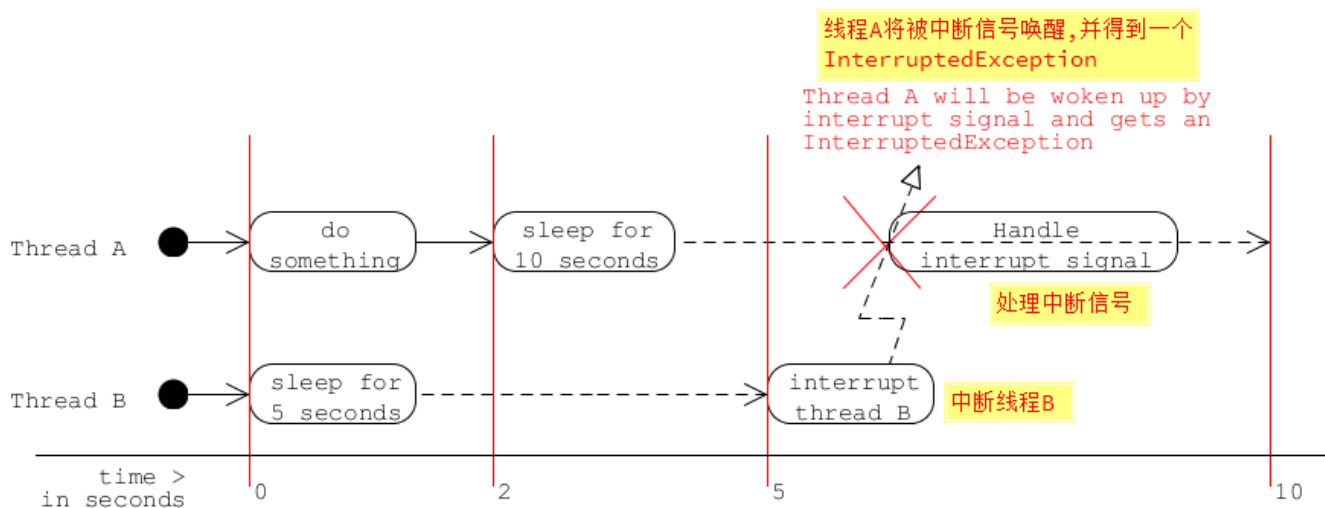 线程A将被中断信号唤醒,并得到一个
InterruptedException
Thread A will be woken up by
interrupt signal and gets an
InterruptedException
Thread A
do
something
sleep for
10 seconds
Handle
interrupt signal
处理中断信号
Thread B
sleep for
5 seconds
interrupt
thread B
中断线程B
time >
in seconds
0
2
5
10